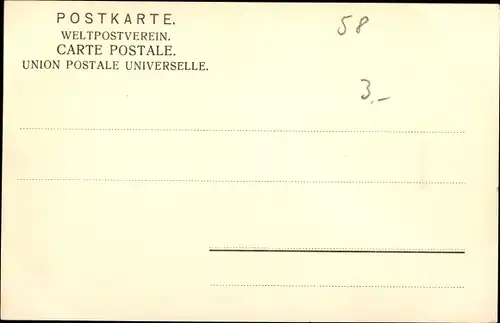 POSTKARTE.
WELTPOSTVEREIN.
CARTE POSTALE.
UNION POSTALE UNIVERSELLE.
58
3.-